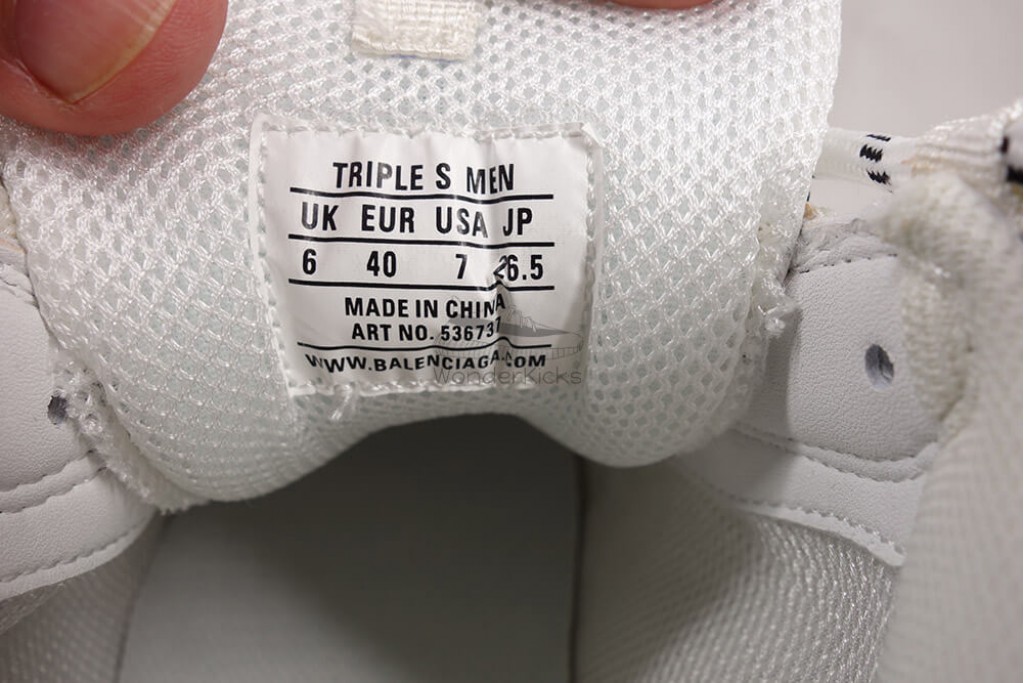 TRIPLE S MEN
UK EUR USA JP
6 40 7 26.5
MADE IN CHINA
ART NO. 536737
WWW.BALENCIAGA.COM
WonderKicks